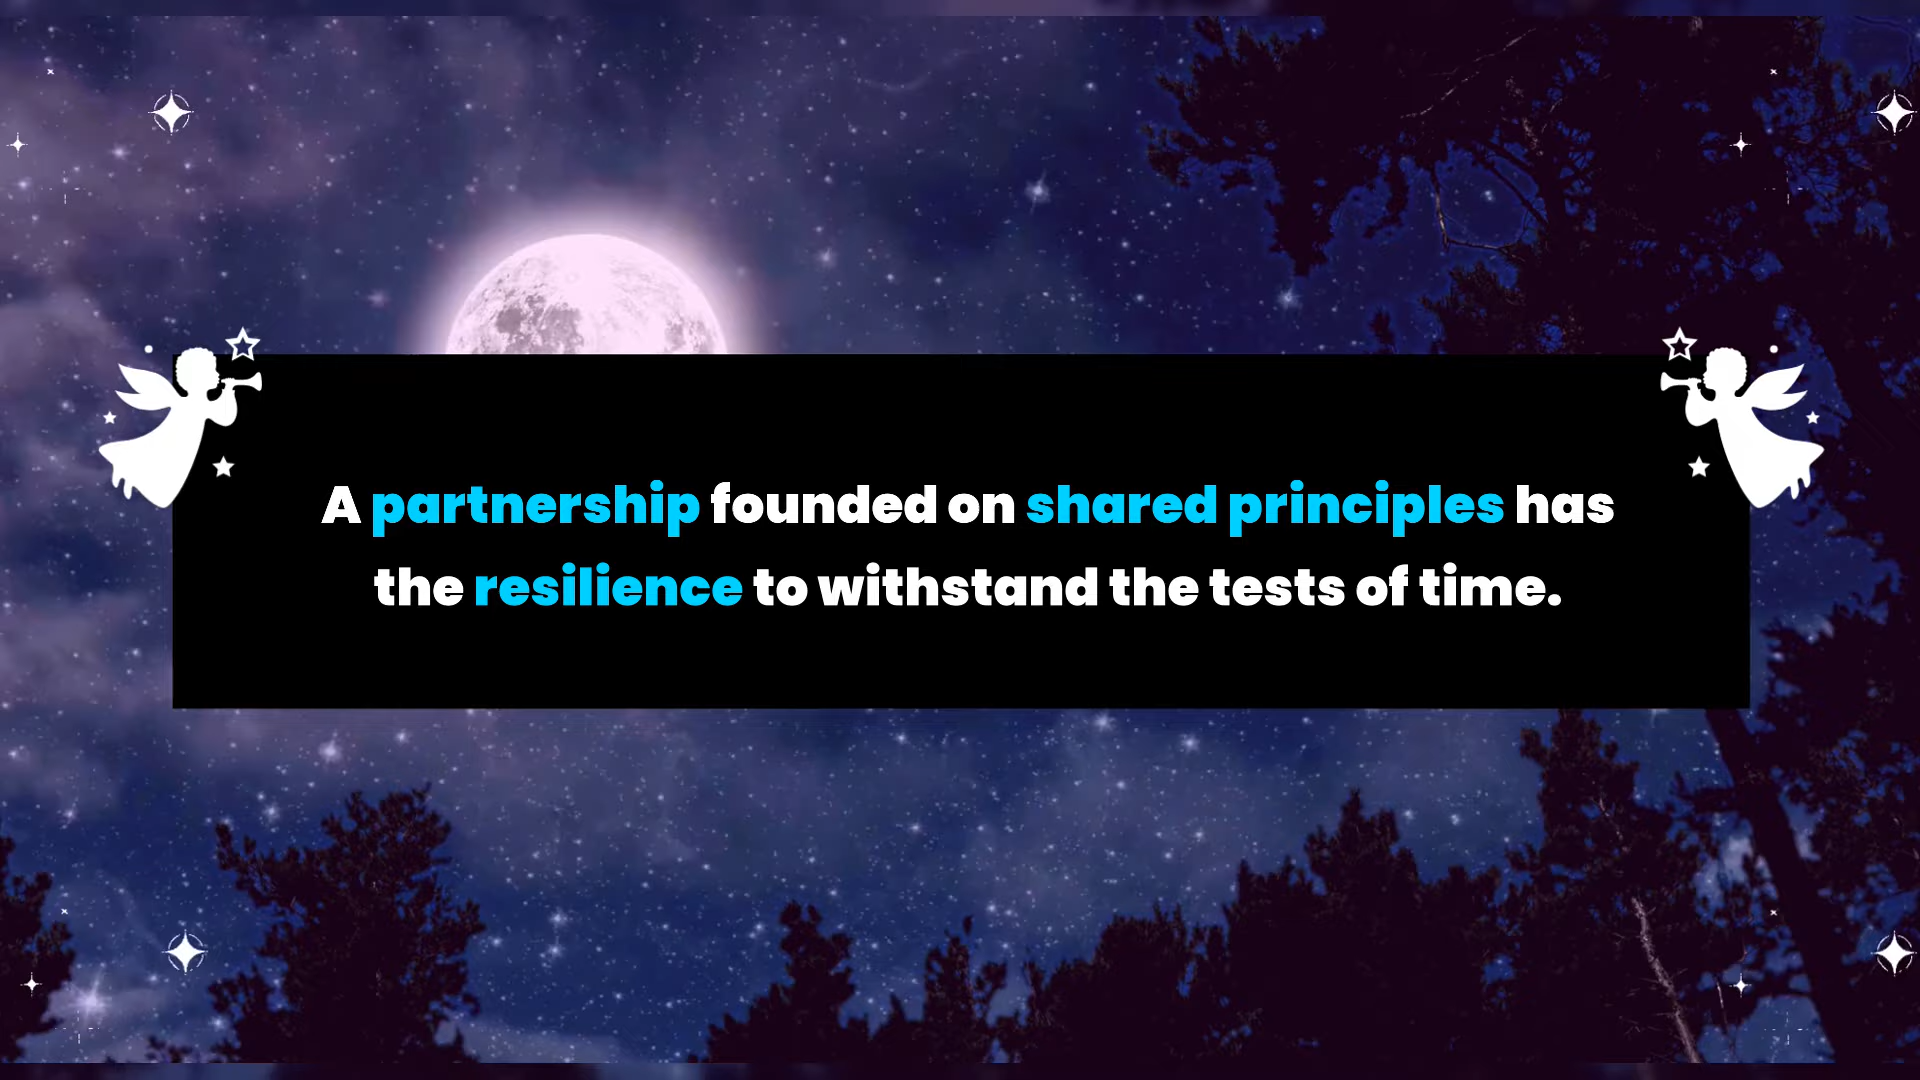 A partnership founded on shared principles has
the resilience to withstand the tests of time.